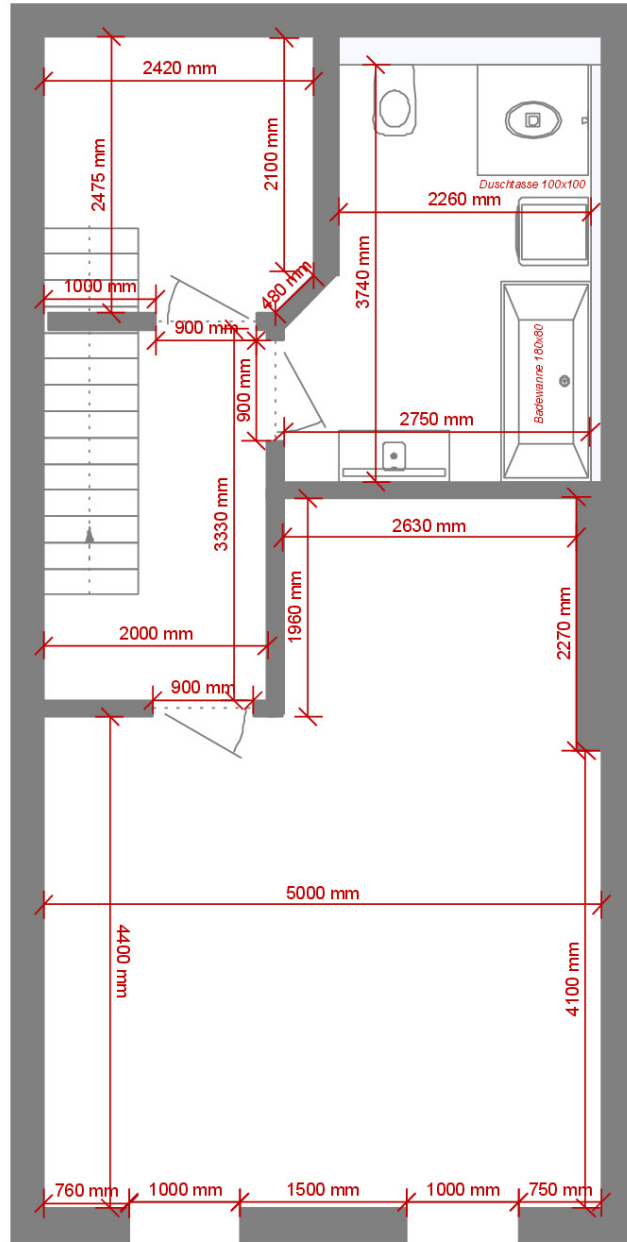 2420 mm
2475 mm
2100 mm
Duschtasse 100x100
2260 mm
3740 mm
1000 mm
480 mm
900 mm
900 mm
Badewanne 180x80
2750 mm
3330 mm
2630 mm
1960 mm
2270 mm
2000 mm
900 mm
5000 mm
4400 mm
4100 mm
760 mm
1000 mm
1500 mm
1000 mm
750 mm